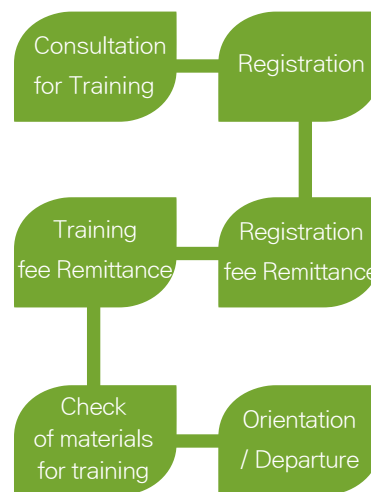 Consultation
for Training
Registration
Training
fee Remittance
Registration
fee Remittance
Check
of materials
for training
Orientation
/ Departure